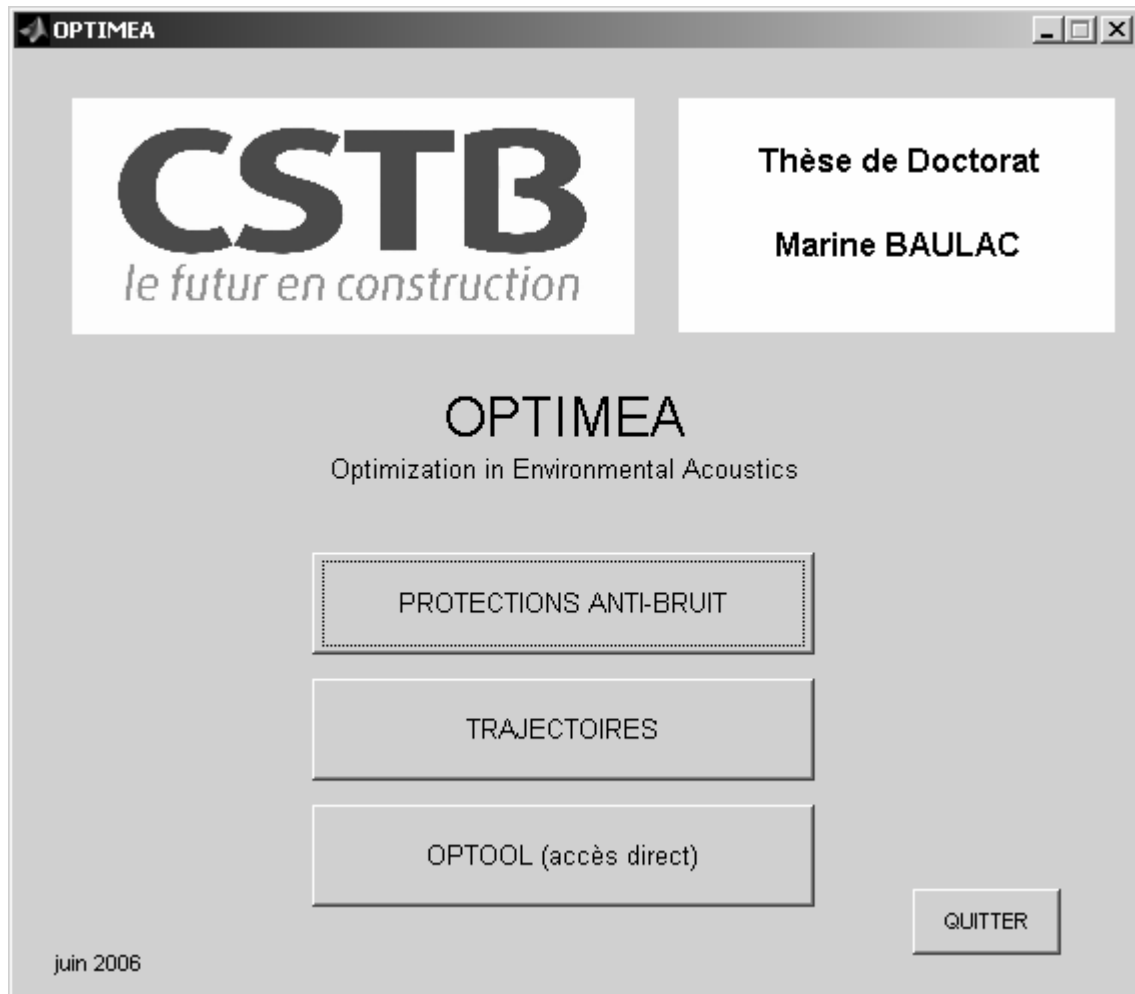 OPTIMEA
CSTB
le futur en construction
Thèse de Doctorat
Marine BAULAC
OPTIMEA
Optimization in Environmental Acoustics
PROTECTIONS ANTI-BRUIT
TRAJECTOIRES
OPTOOL (accès direct)
QUITTER
juin 2006